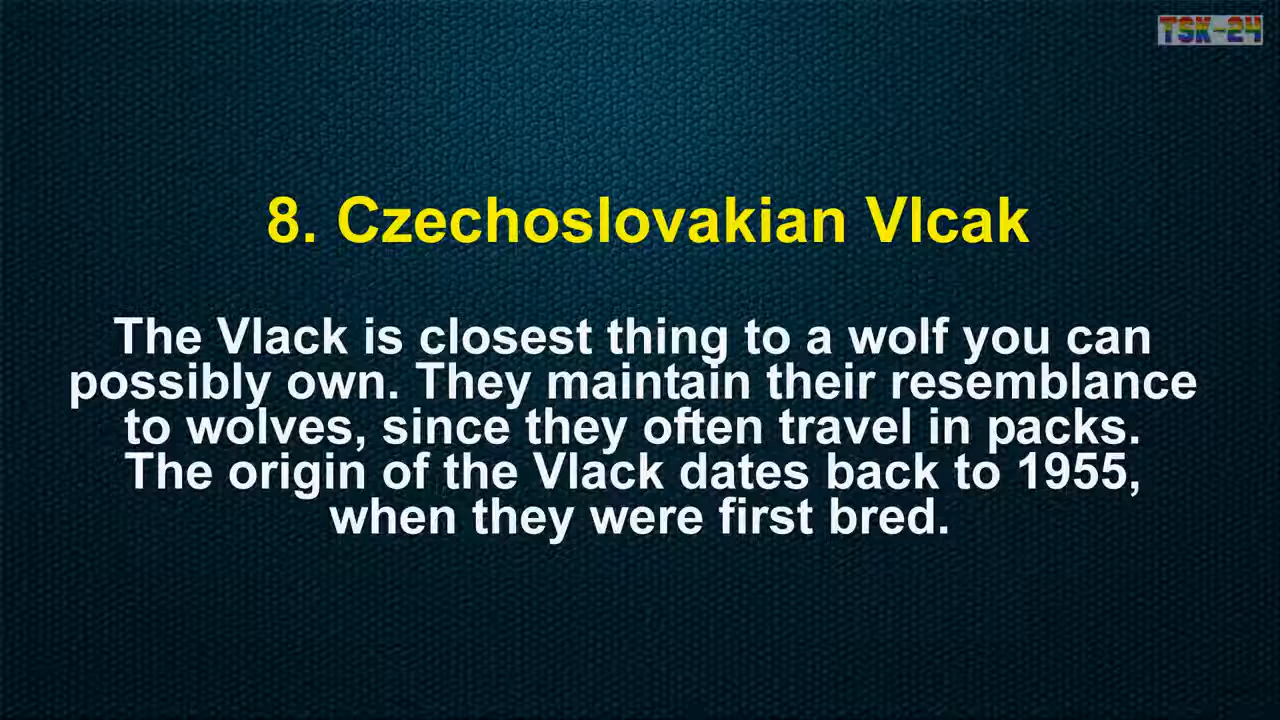 TSK-24
8. Czechoslovakian Vlcak
The Vlack is closest thing to a wolf you can
possibly own. They maintain their resemblance
to wolves, since they often travel in packs.
The origin of the Vlack dates back to 1955,
when they were first bred.